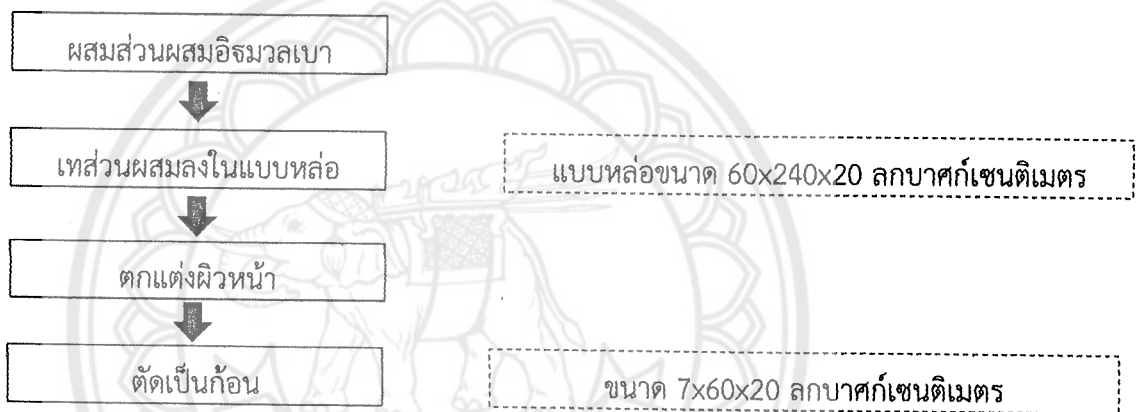 ผสมส่วนผสมอิฐมวลเบา
เทส่วนผสมลงในแบบหล่อ
แบบหล่อขนาด 60x240x20 ลกบาศก์เซนติเมตร
ตกแต่งผิวหน้า
ตัดเป็นก้อน
ขนาด 7x60x20 ลกบาศก์เซนติเมตร